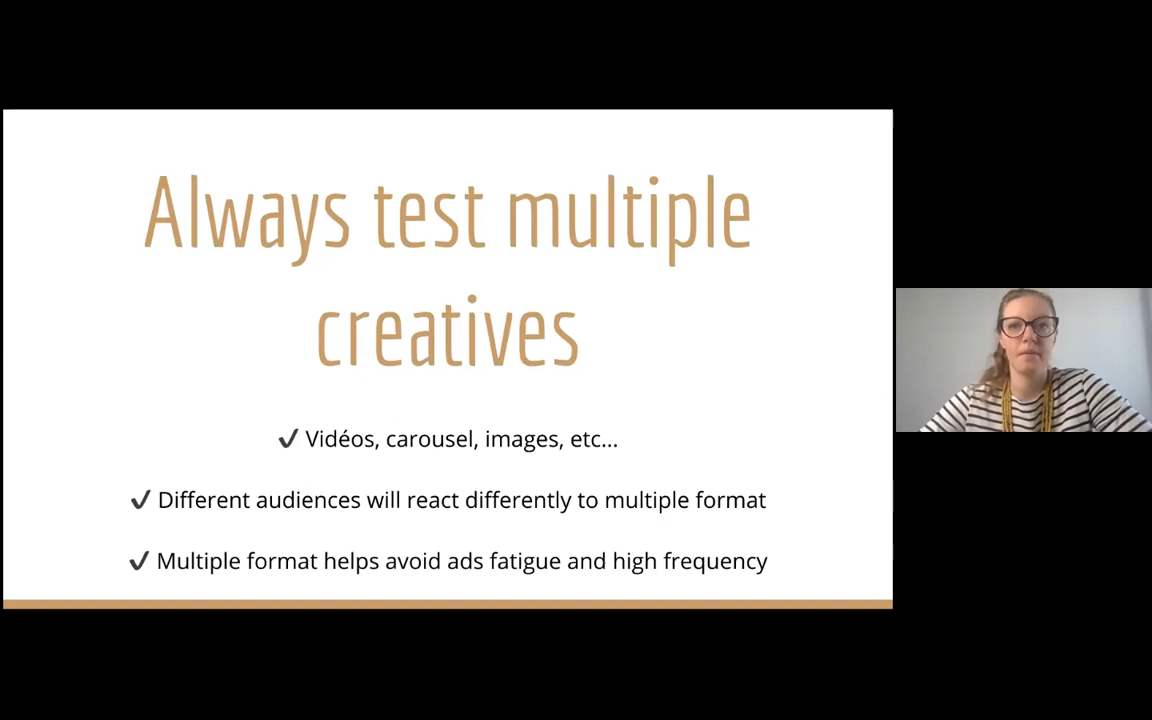 Always test multiple
creatives
✔ Vidéos, carousel, images, etc...
✔ Different audiences will react differently to multiple format
✔ Multiple format helps avoid ads fatigue and high frequency